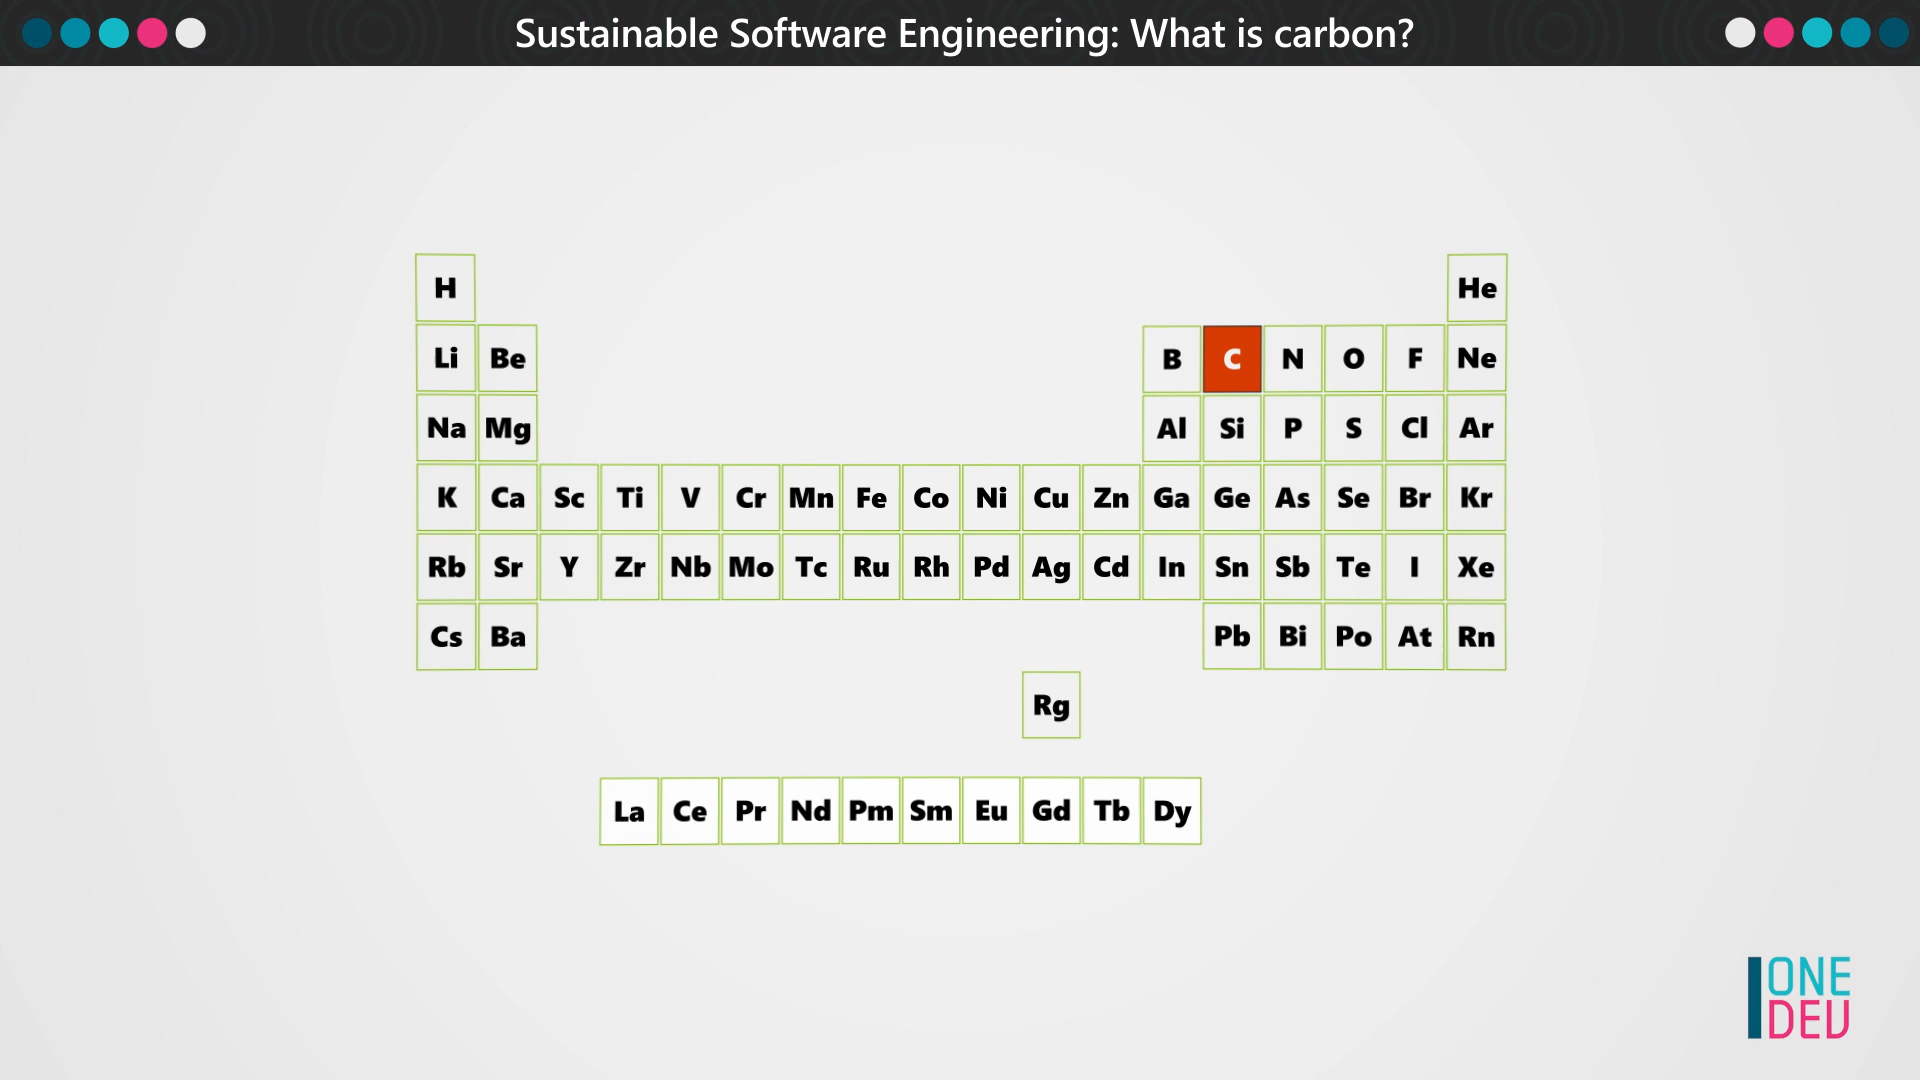 Sustainable Software Engineering: What is carbon?
H He
Li Be B C N O F Ne
Na Mg Al Si P S Cl Ar
K Ca Sc Ti V Cr Mn Fe Co Ni Cu Zn Ga Ge As Se Br Kr
Rb Sr Y Zr Nb Mo Tc Ru Rh Pd Ag Cd In Sn Sb Te I Xe
Cs Ba Pb Bi Po At Rn
Rg
La Ce Pr Nd Pm Sm Eu Gd Tb Dy
ONE
DEV